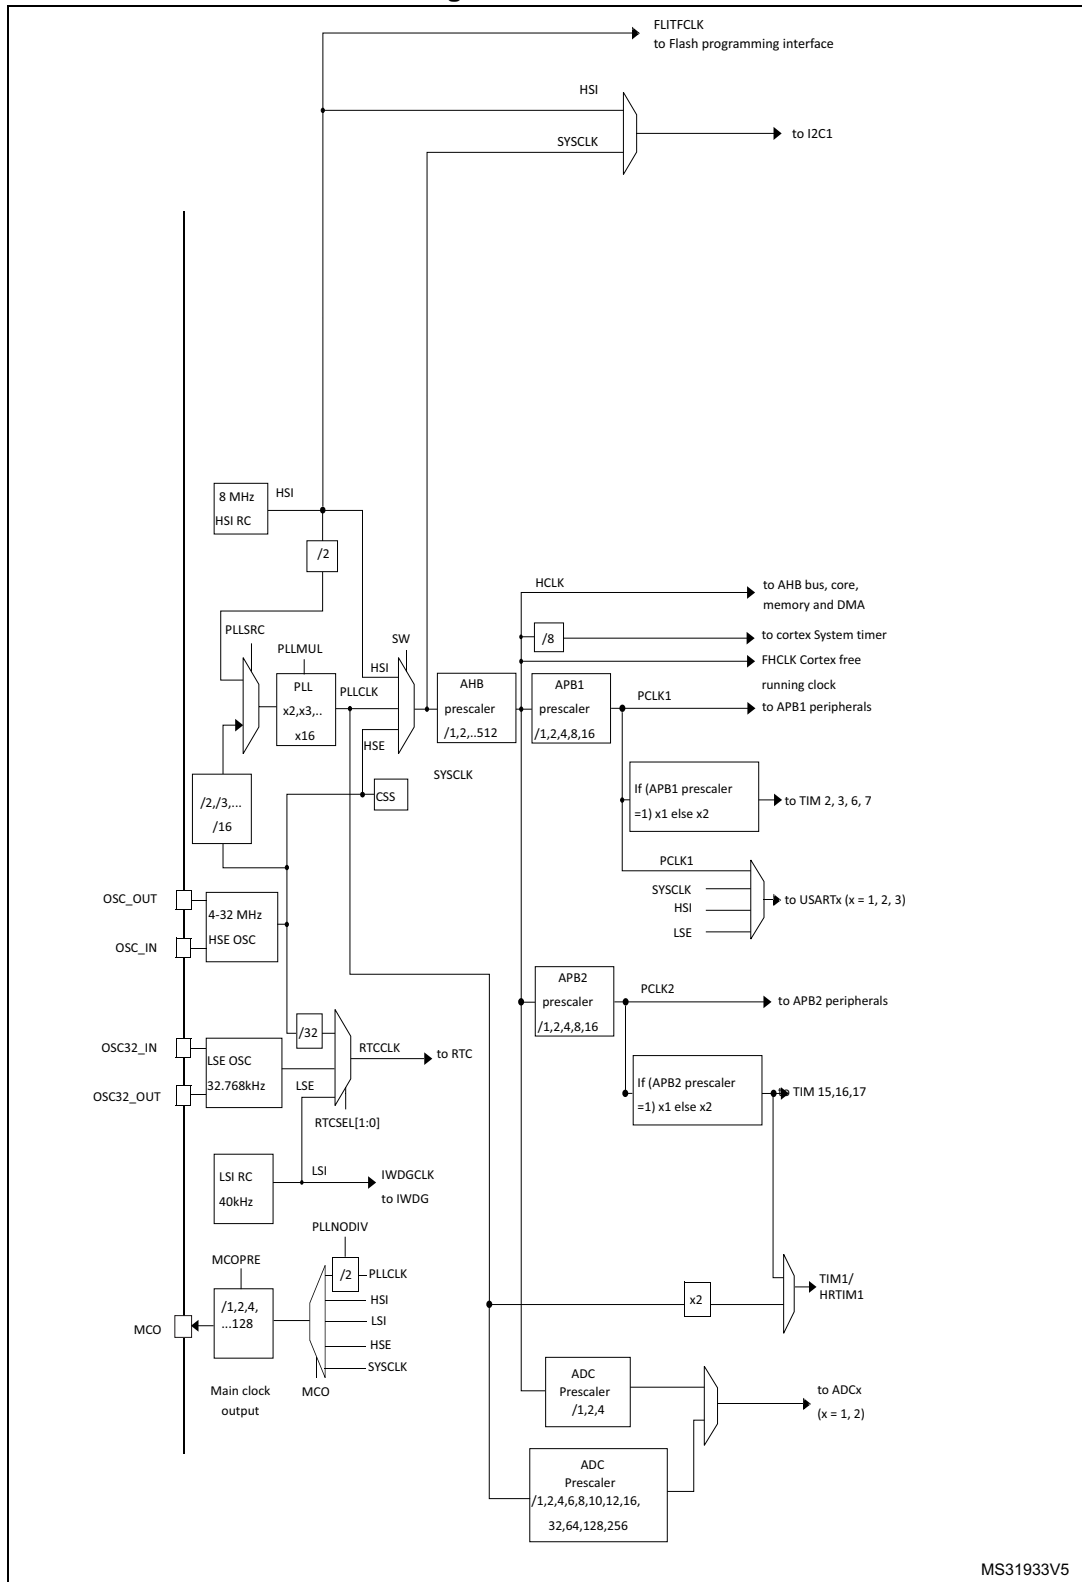 FLITFCLK
to Flash programming interface
HSI
to I2C1
SYSCLK
8 MHz
HSI RC
HSI
/2
HCLK
to AHB bus, core,
memory and DMA
/8
to cortex System timer
PLLSRC
SW
PLLMUL
FHCLK Cortex free
running clock
HSI
PLL
x2,x3,..
x16
PLLCLK
AHB
prescaler
/1,2,..512
APB1
prescaler
/1,2,4,8,16
PCLK1
to APB1 peripherals
HSE
SYSCLK
CSS
/2,/3,...
/16
If (APB1 prescaler
=1) x1 else x2
to TIM 2, 3, 6, 7
PCLK1
SYSCLK
HSI
LSE
to USARTx (x = 1, 2, 3)
OSC_OUT
4-32 MHz
HSE OSC
OSC_IN
APB2
prescaler
/1,2,4,8,16
PCLK2
to APB2 peripherals
/32
OSC32_IN
LSE OSC
32.768kHz
OSC32_OUT
RTCCLK
to RTC
LSE
RTCSEL[1:0]
If (APB2 prescaler
=1) x1 else x2
to TIM 15,16,17
LSI RC
40kHz
LSI
IWDGCLK
to IWDG
PLLNODIV
MCOPRE
/2
PLLCLK
HSI
LSI
HSE
SYSCLK
/1,2,4,
...128
MCO
MCO
Main clock
output
x2
TIM1/
HRTIM1
ADC
Prescaler
/1,2,4
to ADCx
(x = 1, 2)
ADC
Prescaler
/1,2,4,6,8,10,12,16,
32,64,128,256
MS31933V5